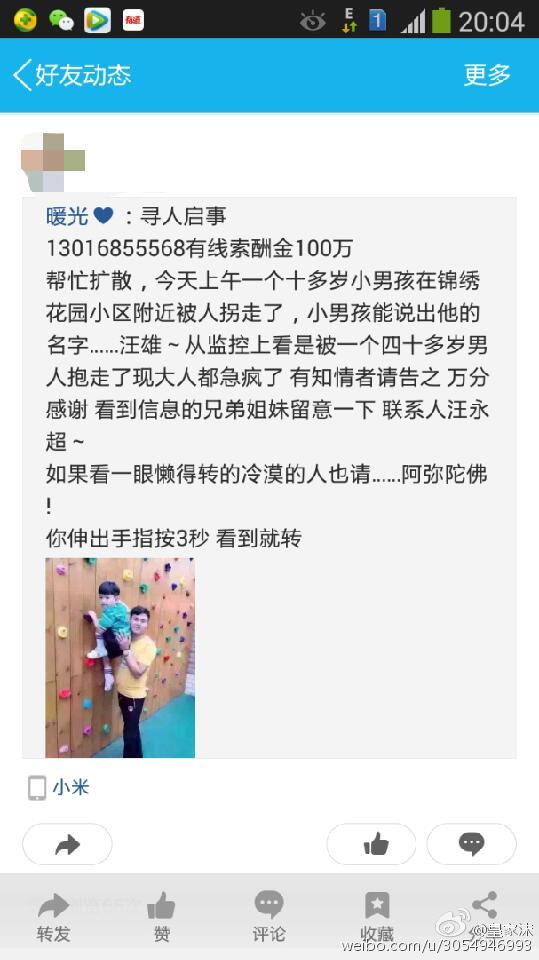 20:04
好友动态
更多
暖光 ：寻人启事
13016855568有线索酬金100万
帮忙扩散，今天上午一个十多岁小男孩在锦绣
花园小区附近被人拐走了，小男孩能说出他的
名字......汪雄～从监控上看是被一个四十多岁男
人抱走了现大人都急疯了 有知情者请告之 万分
感谢 看到信息的兄弟姐妹留意一下 联系人汪永
超～
如果看一眼懒得转的冷漠的人也请......阿弥陀佛
!
你伸出手指按3秒 看到就转
小米
转发
赞
评论
收藏
@皇家沫
weibo.com/u/3054946993